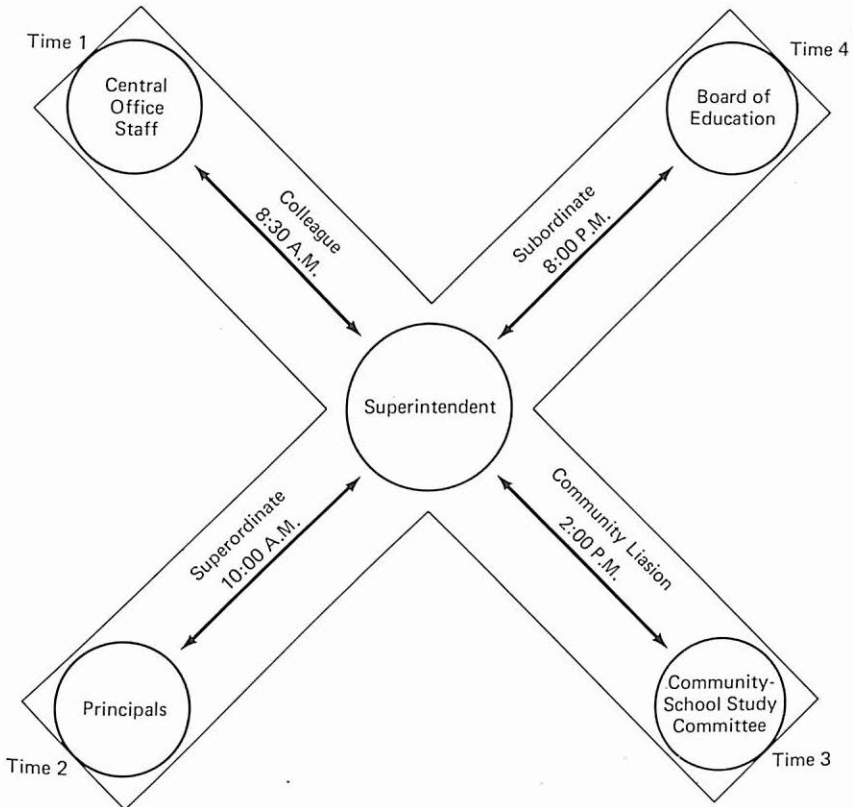 Time 1
Central
Office
Staff
Colleague
8:30 A.M.
Time 4
Board of
Education
Subordinate
8:00 P.M.
Superintendent
Superordinate
10:00 A.M.
Principals
Time 2
Community Liasion
2:00 P.M.
Community-
School Study
Committee
Time 3